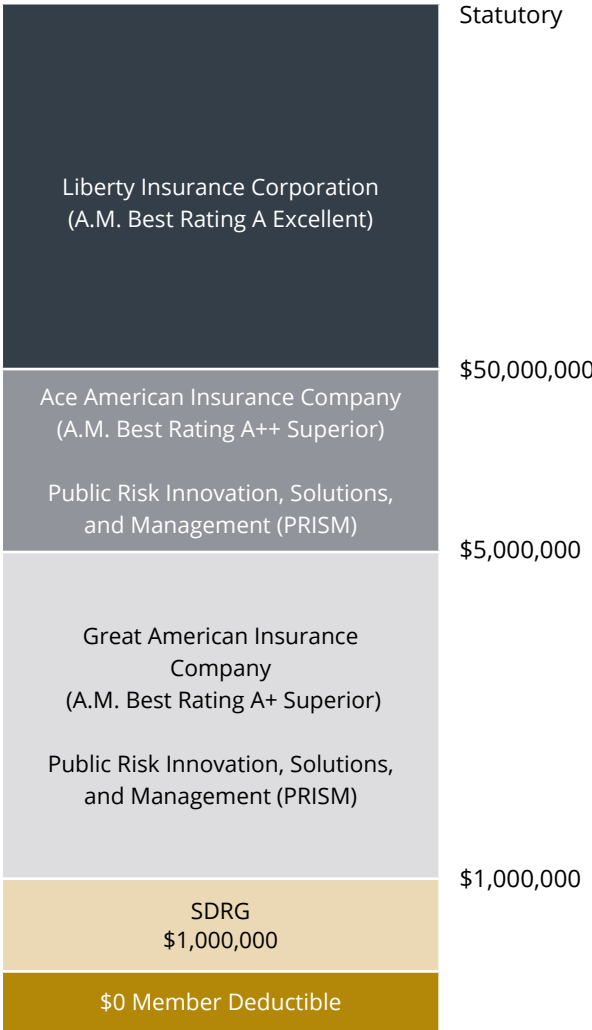 Statutory
Liberty Insurance Corporation
(A.M. Best Rating A Excellent)
$50,000,000
Ace American Insurance Company
(A.M. Best Rating A++ Superior)
Public Risk Innovation, Solutions,
and Management (PRISM)
$5,000,000
Great American Insurance
Company
(A.M. Best Rating A+ Superior)
Public Risk Innovation, Solutions,
and Management (PRISM)
$1,000,000
SDRG
$1,000,000
$0 Member Deductible